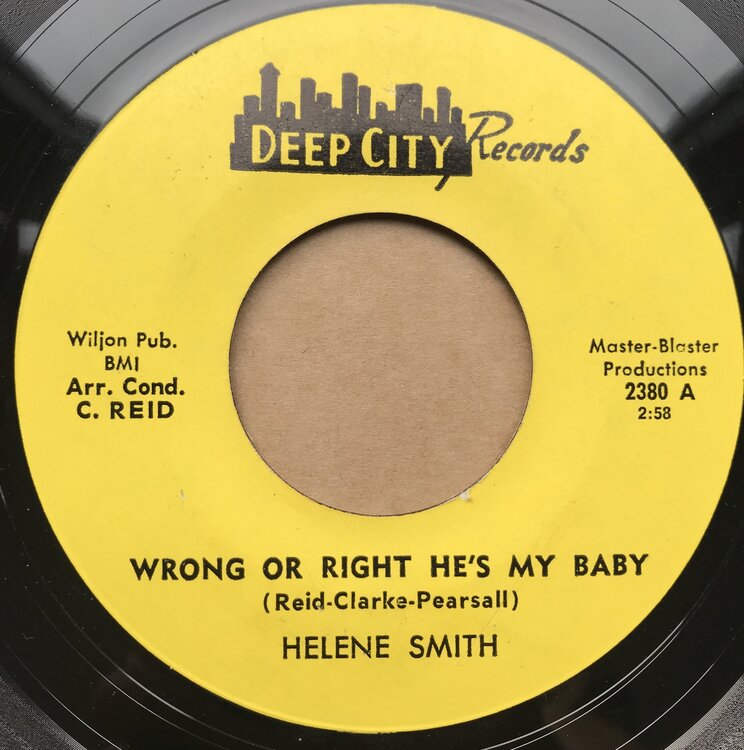 DEEP CITY Records
Wiljon Pub.
BMI
Arr. Cond.
C. REID
Master-Blaster
Productions
2380 A
2:58
WRONG OR RIGHT HE'S MY BABY
(Reid-Clarke-Pearsall)
HELENE SMITH